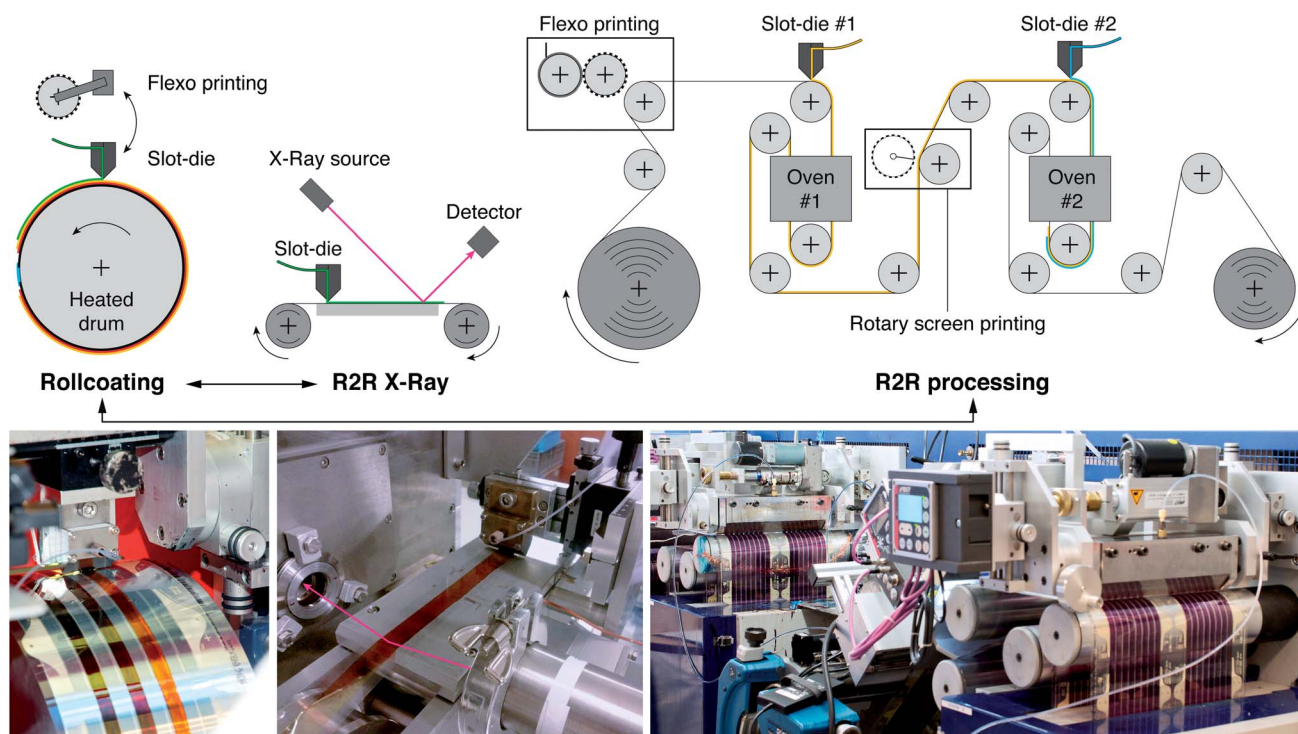 Flexo printing
Slot-die
Heated
drum
X-Ray source
Detector
Slot-die
Flexo printing
Slot-die #1
Slot-die #2
Oven
#1
Oven
#2
Rotary screen printing
Rollcoating
R2R X-Ray
R2R processing